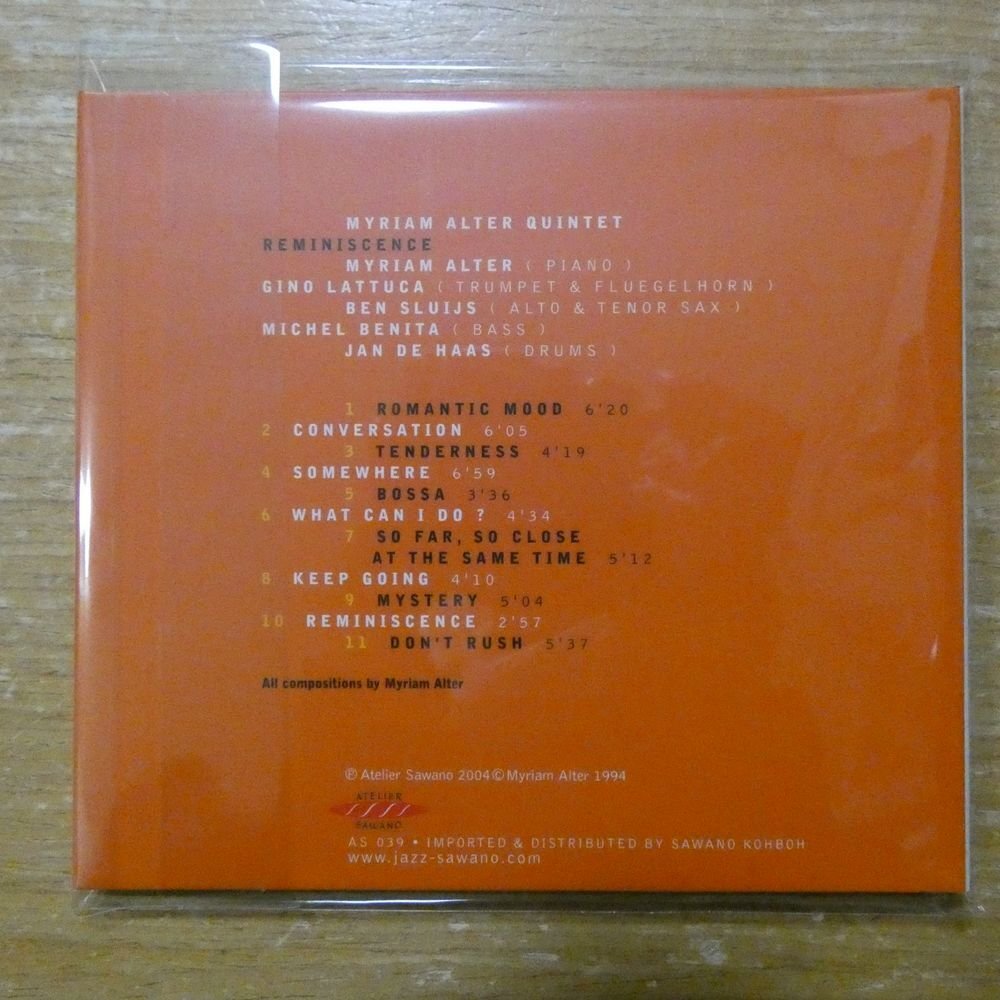 MYRIAM ALTER QUINTET
REMINISCENCE
MYRIAM ALTER ( PIANO )
GINO LATTUCA ( TRUMPET & FLUEGELHORN )
BEN SLUIJS ( ALTO & TENOR SAX )
MICHEL BENITA ( BASS )
JAN DE HAAS ( DRUMS )
1 ROMANTIC MOOD 6'20
2 CONVERSATION 6'05
3 TENDERNESS 4'19
4 SOMEWHERE 6'59
5 BOSSA 3'36
6 WHAT CAN I DO ? 4'34
7 SO FAR, SO CLOSE
AT THE SAME TIME 5'12
8 KEEP GOING 4'10
9 MYSTERY 5'04
10 REMINISCENCE 2'57
11 DON'T RUSH 5'37
All compositions by Myriam Alter
℗ Atelier Sawano 2004 © Myriam Alter 1994
ATELIER
SAWANO
AS 039 • IMPORTED & DISTRIBUTED BY SAWANO KOHBOH
www.jazz-sawano.com